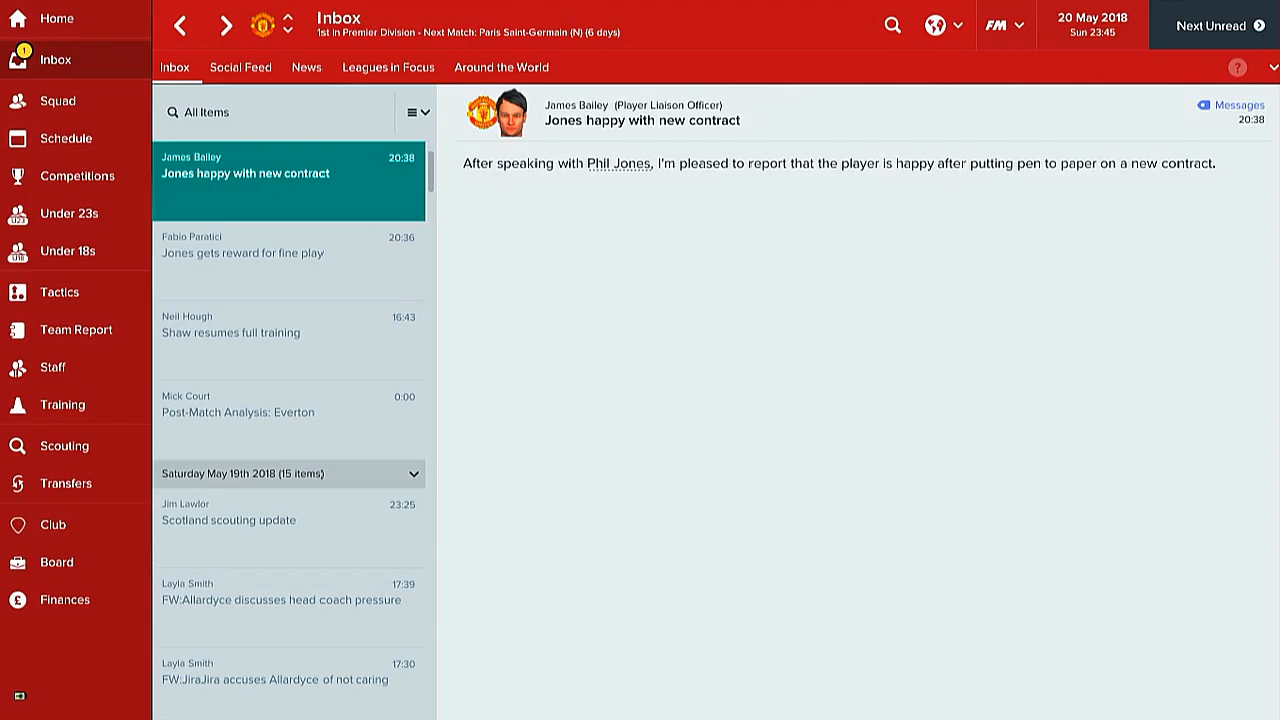 Home
1
Inbox
Squad
Schedule
Competitions
Under 23s
Under 18s
Tactics
Team Report
Staff
Training
Scouting
Transfers
Club
Board
£
Finances
Inbox
1st in Premier Division - Next Match: Paris Saint-Germain (N) (6 days)
FM
20 May 2018
Sun 23:45
Next Unread
Inbox
Social Feed
News
Leagues in Focus
Around the World
?
All Items
James Bailey
20:38
Jones happy with new contract
Fabio Paratici
20:36
Jones gets reward for fine play
Neil Hough
16:43
Shaw resumes full training
Mick Court
0:00
Post-Match Analysis: Everton
Saturday May 19th 2018 (15 items)
Jim Lawlor
23:25
Scotland scouting update
Layla Smith
17:39
FW:Allardyce discusses head coach pressure
Layla Smith
17:30
FW:JiraJira accuses Allardyce of not caring
James Bailey (Player Liaison Officer)
Jones happy with new contract
Messages
20:38
After speaking with Phil Jones, I'm pleased to report that the player is happy after putting pen to paper on a new contract.